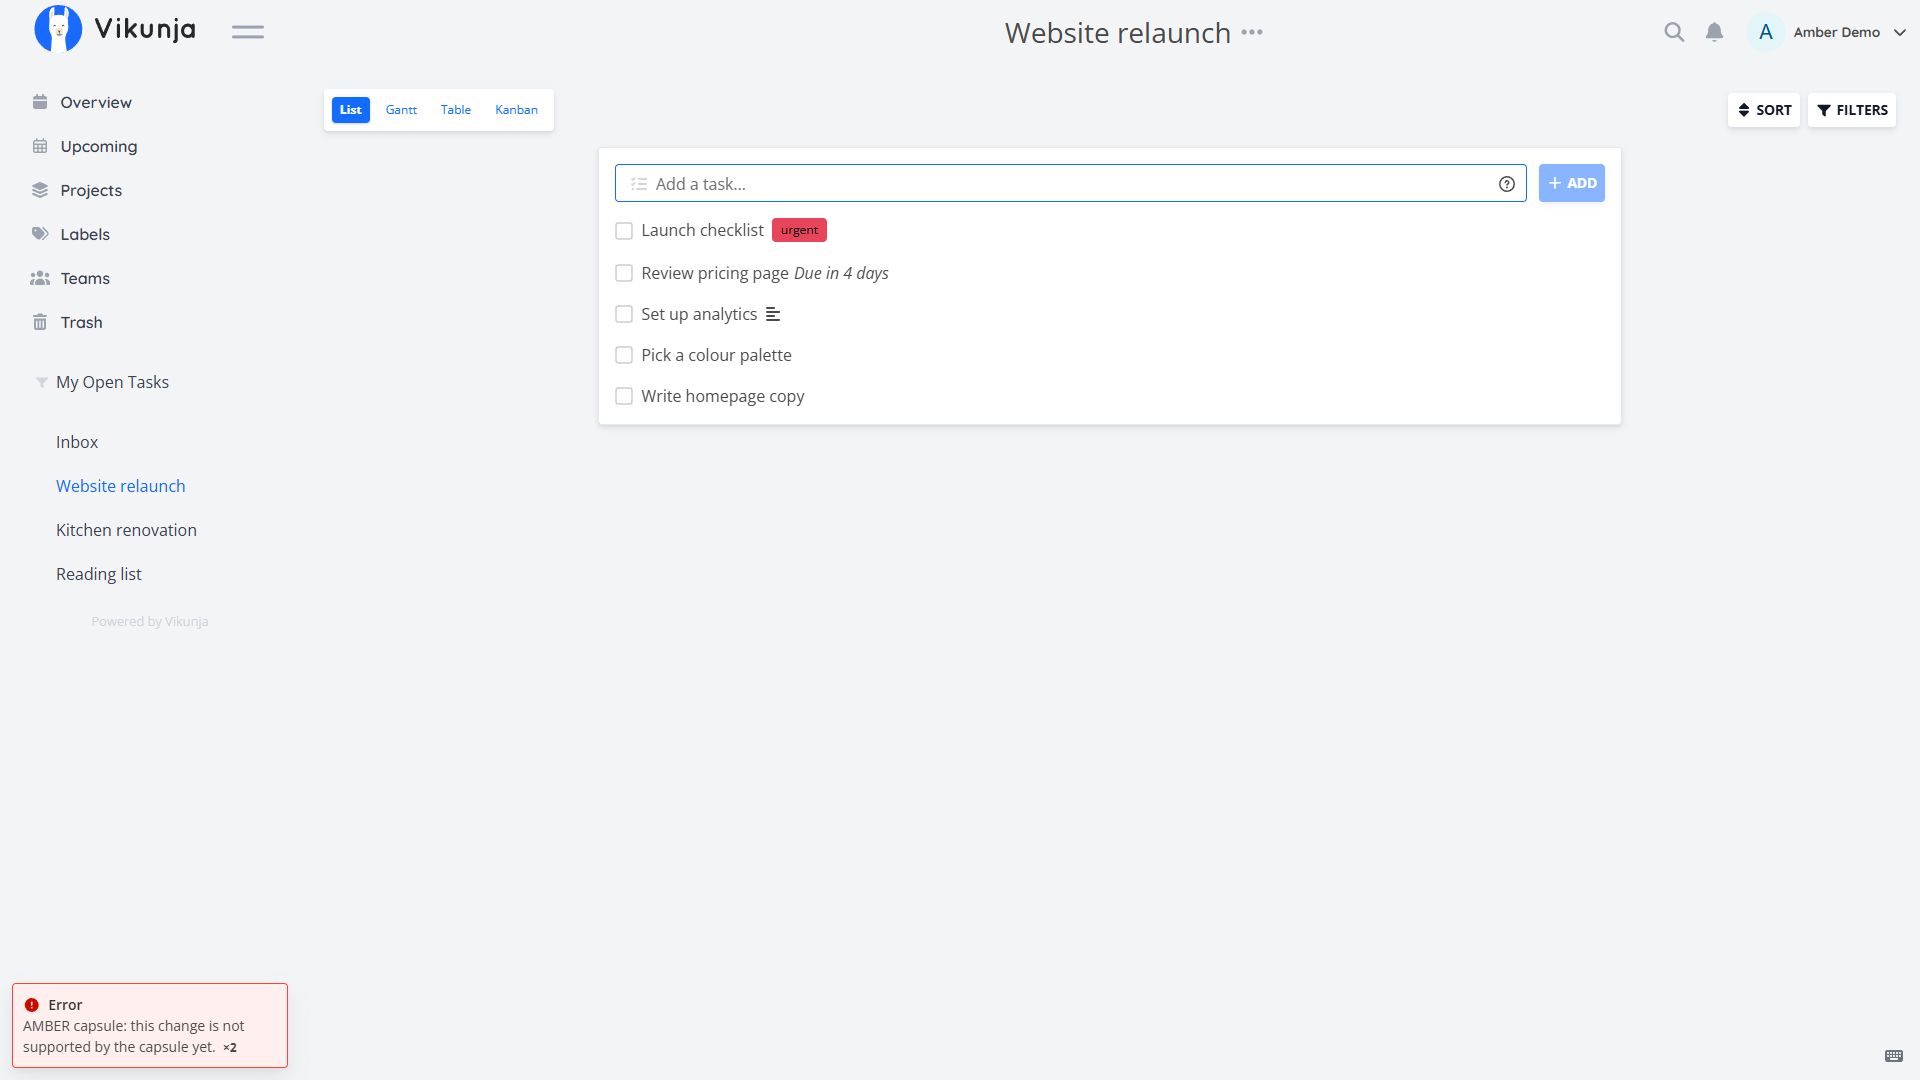 Vikunja
Website relaunch
A
Amber Demo
Overview
Upcoming
Projects
Labels
Teams
Trash
My Open Tasks
Inbox
Website relaunch
Kitchen renovation
Reading list
Powered by Vikunja
List Gantt Table Kanban
SORT FILTERS
Add a task...
ADD
Launch checklist urgent
Review pricing page Due in 4 days
Set up analytics
Pick a colour palette
Write homepage copy
Error
AMBER capsule: this change is not
supported by the capsule yet. ×2